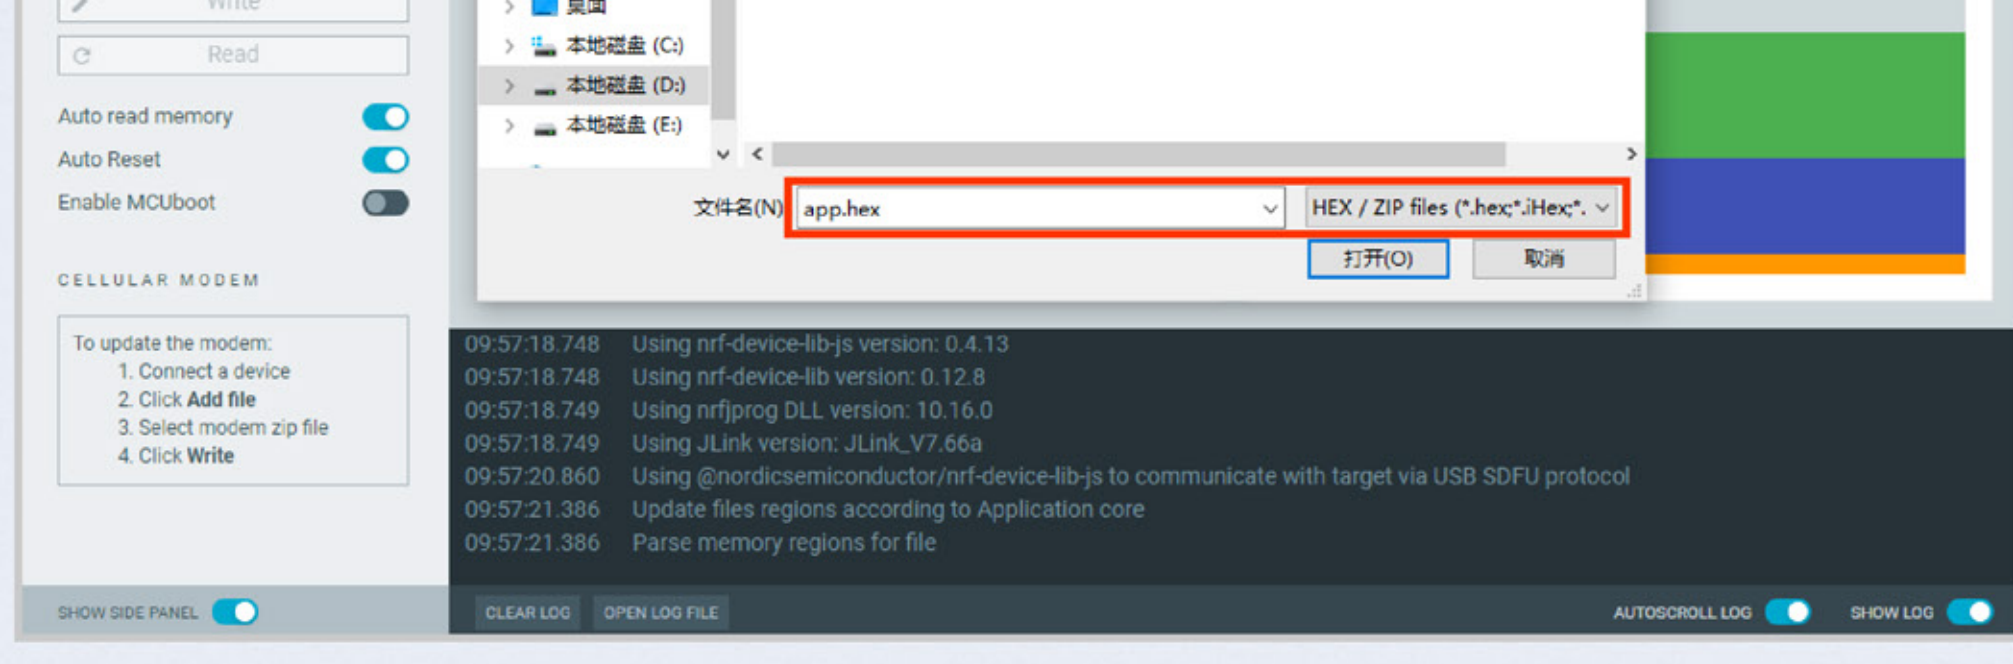 Write
Read
Auto read memory
Auto Reset
Enable MCUboot
CELLULAR MODEM
To update the modem:
1. Connect a device
2. Click Add file
3. Select modem zip file
4. Click Write
SHOW SIDE PANEL
桌面
本地磁盘 (C:)
本地磁盘 (D:)
本地磁盘 (E:)
文件名(N) app.hex HEX / ZIP files (*.hex;*.iHex;*.
打开(O) 取消
09:57:18.748 Using nrf-device-lib-js version: 0.4.13
09:57:18.748 Using nrf-device-lib version: 0.12.8
09:57:18.749 Using nrfjprog DLL version: 10.16.0
09:57:18.749 Using JLink version: JLink_V7.66a
09:57:20.860 Using @nordicsemiconductor/nrf-device-lib-js to communicate with target via USB SDFU protocol
09:57:21.386 Update files regions according to Application core
09:57:21.386 Parse memory regions for file
CLEAR LOG OPEN LOG FILE AUTOSCROLL LOG SHOW LOG